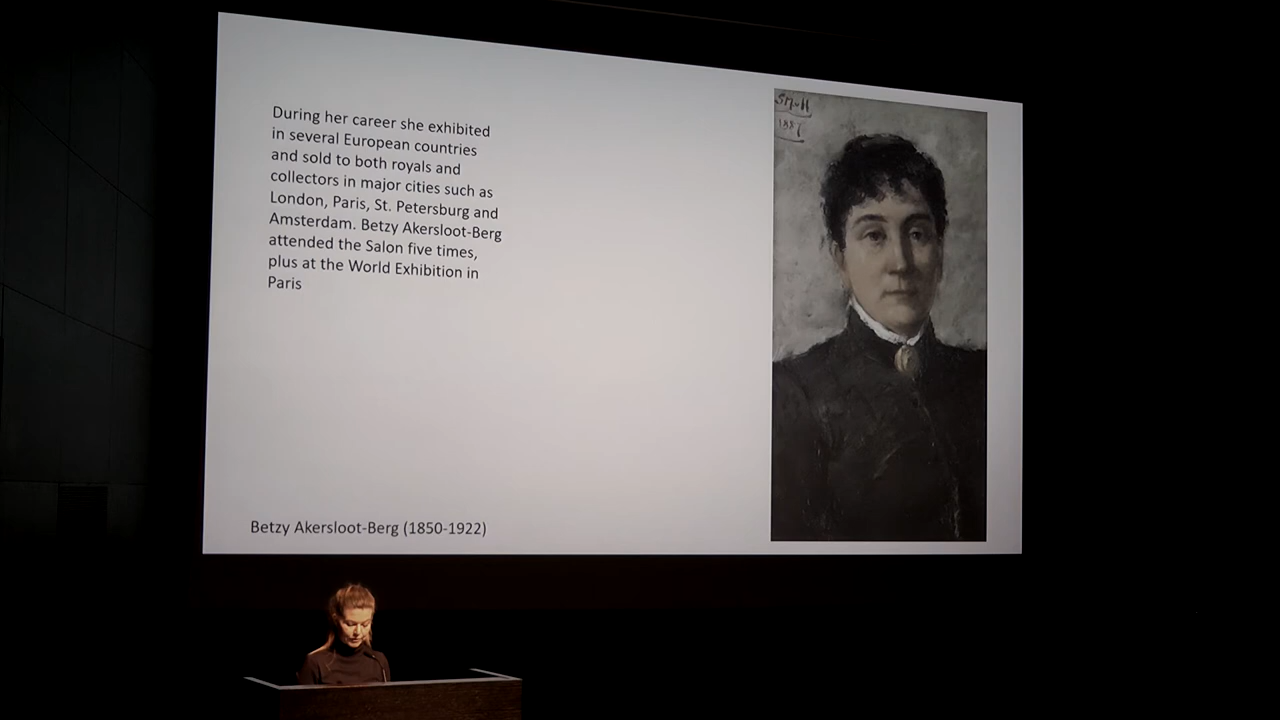 During her career she exhibited
in several European countries
and sold to both royals and
collectors in major cities such as
London, Paris, St. Petersburg and
Amsterdam. Betzy Akersloot-Berg
attended the Salon five times,
plus at the World Exhibition in
Paris
Betzy Akersloot-Berg (1850-1922)